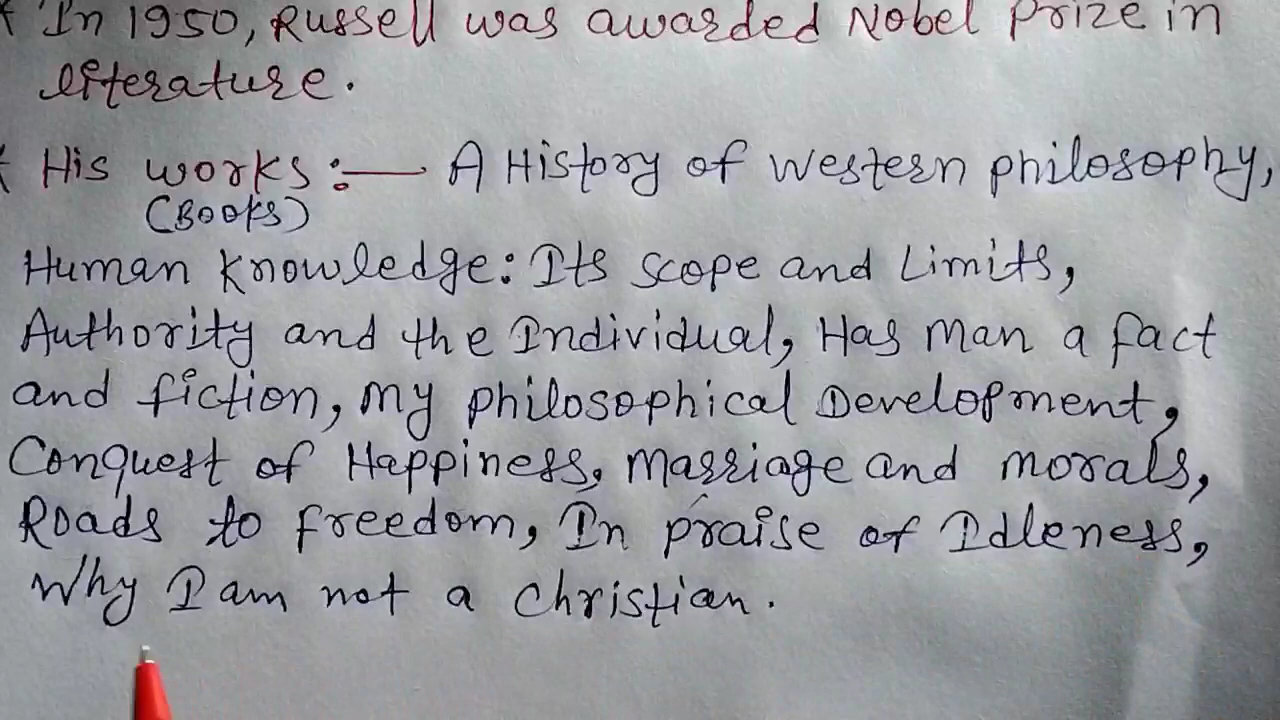 * In 1950, Russell was awarded Nobel Prize in
literature.
* His works :— A History of Western philosophy,
(Books)
Human Knowledge: Its scope and Limits,
Authority and the Individual, Has Man a fact
and fiction, My philosophical Development,
Conquest of Happiness, Marriage and morals,
Roads to freedom, In praise of Idleness,
Why I am not a Christian.